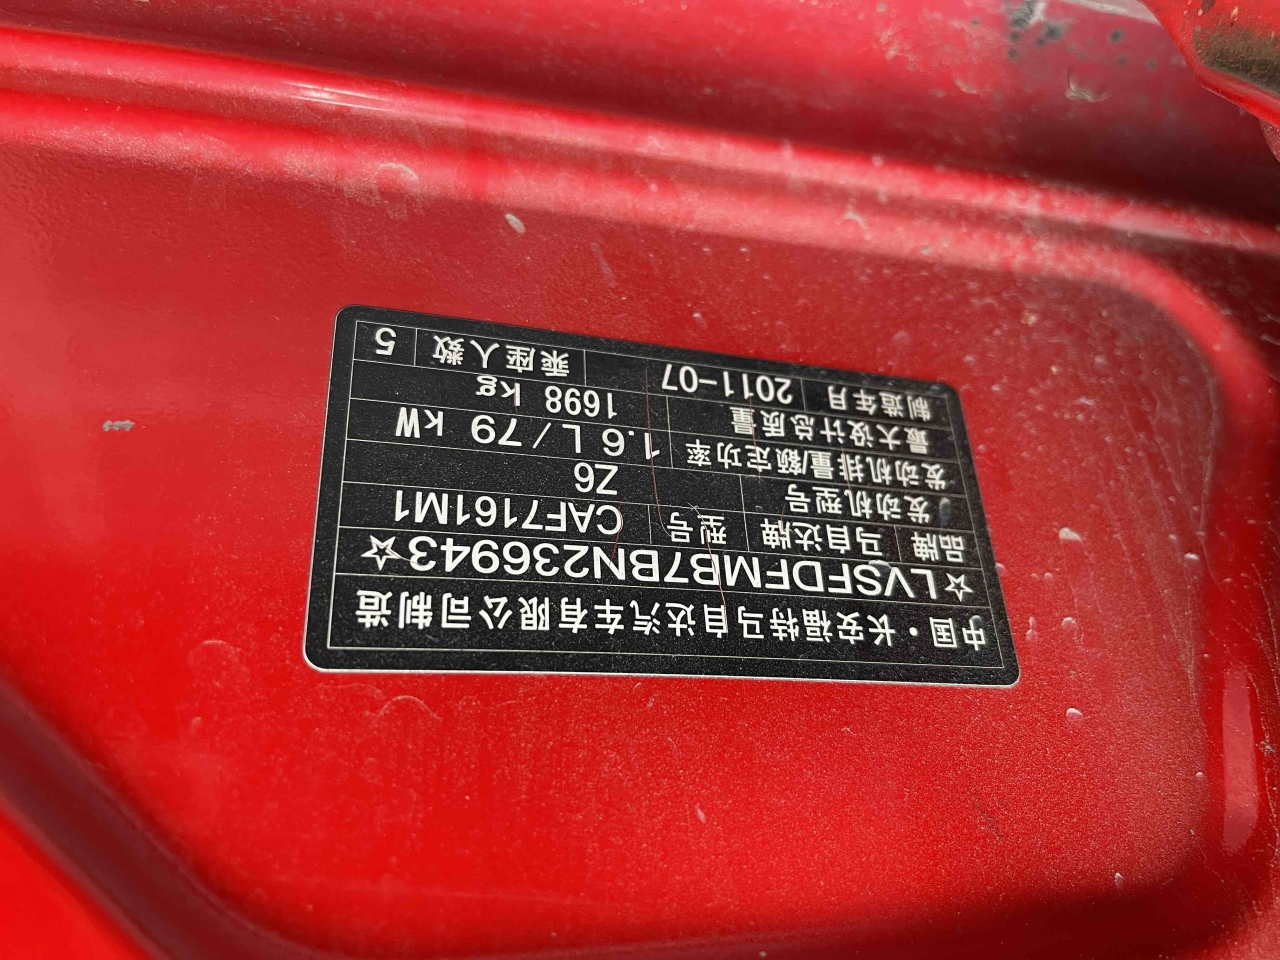 中国·长安福特马自达汽车有限公司制造
☆LVSFDFMB7BN236943☆
品牌 马自达牌 型号 CAF7161M1
发动机型号 Z6
发动机排量/额定功率 1.6 L / 79 kW
最大设计总质量 1698 kg
制造年月 2011-07 乘座人数 5